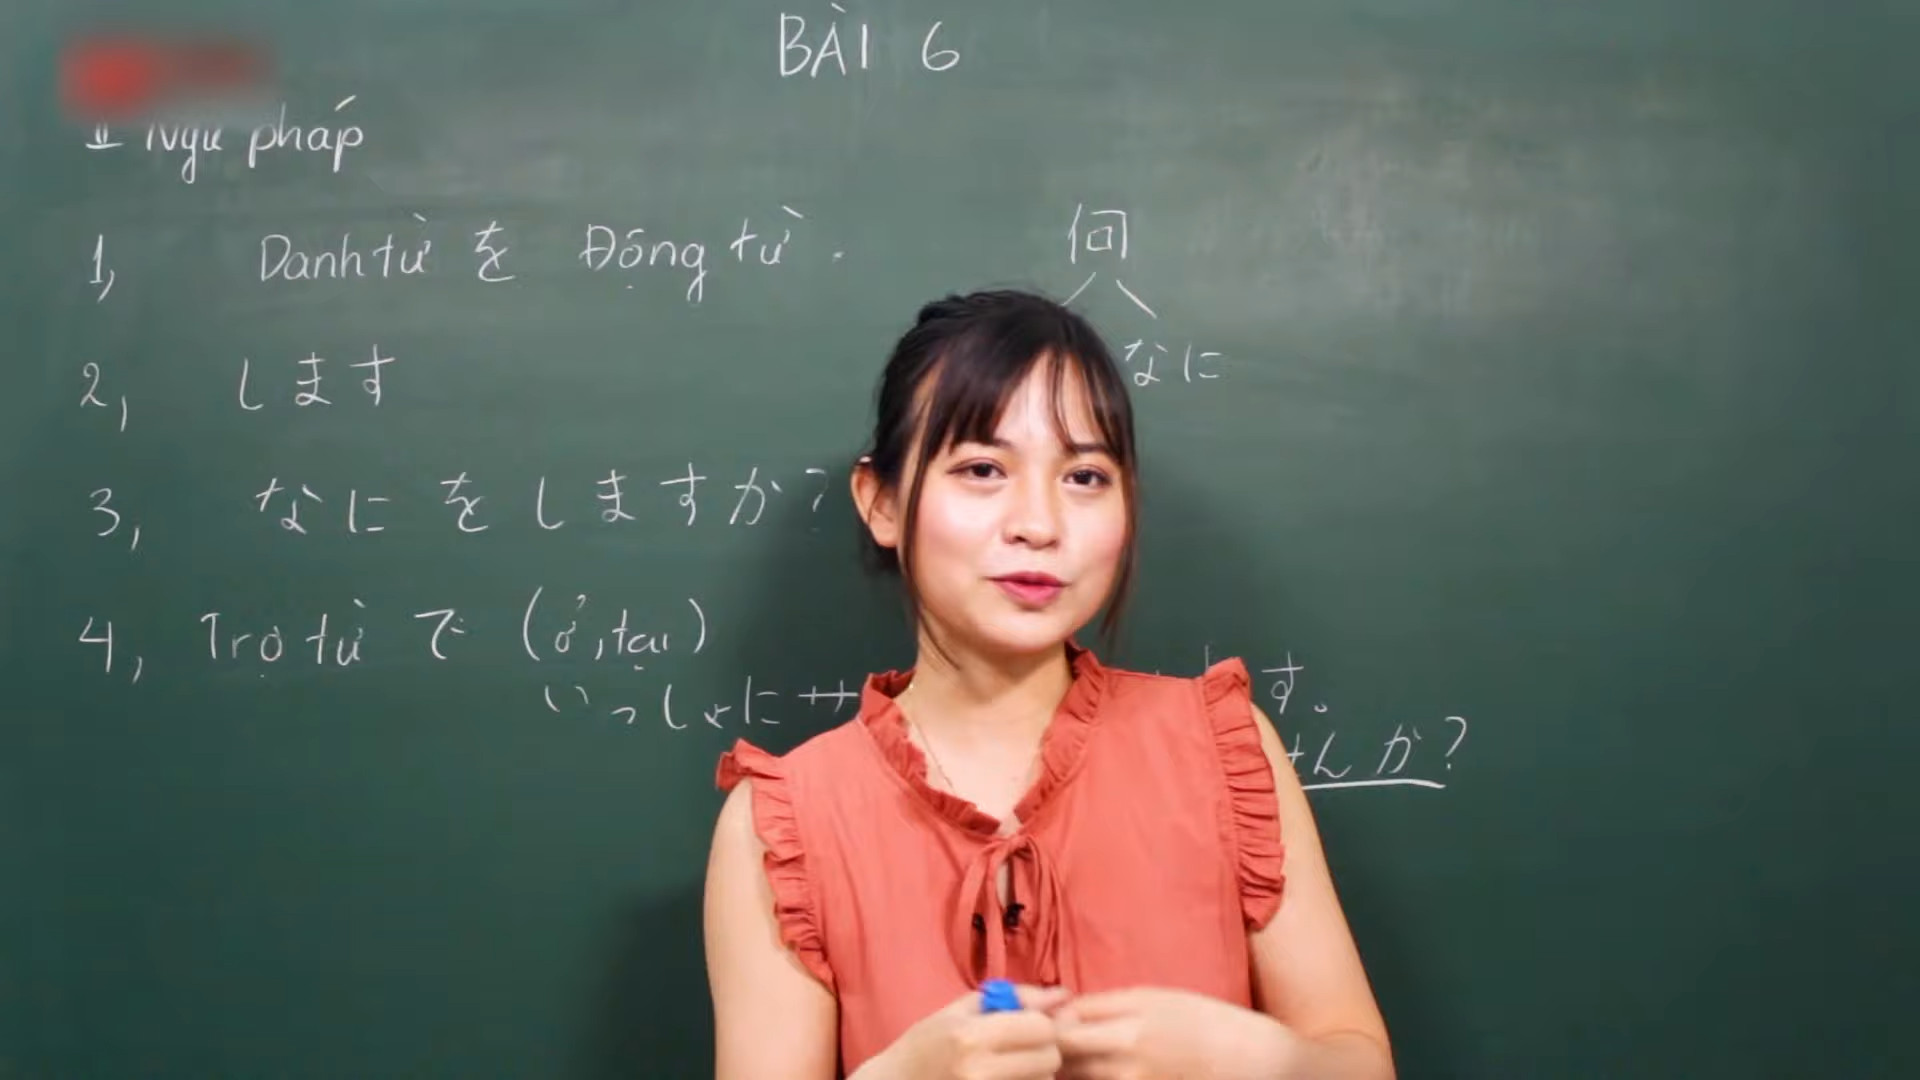 BÀI 6
II Ngữ pháp
1, Danh từ を Động từ.
何
なに
2, します
3, なにをしますか?
4, Trợ từ で (ở, tại)
いっしょにサ す。
せんか?